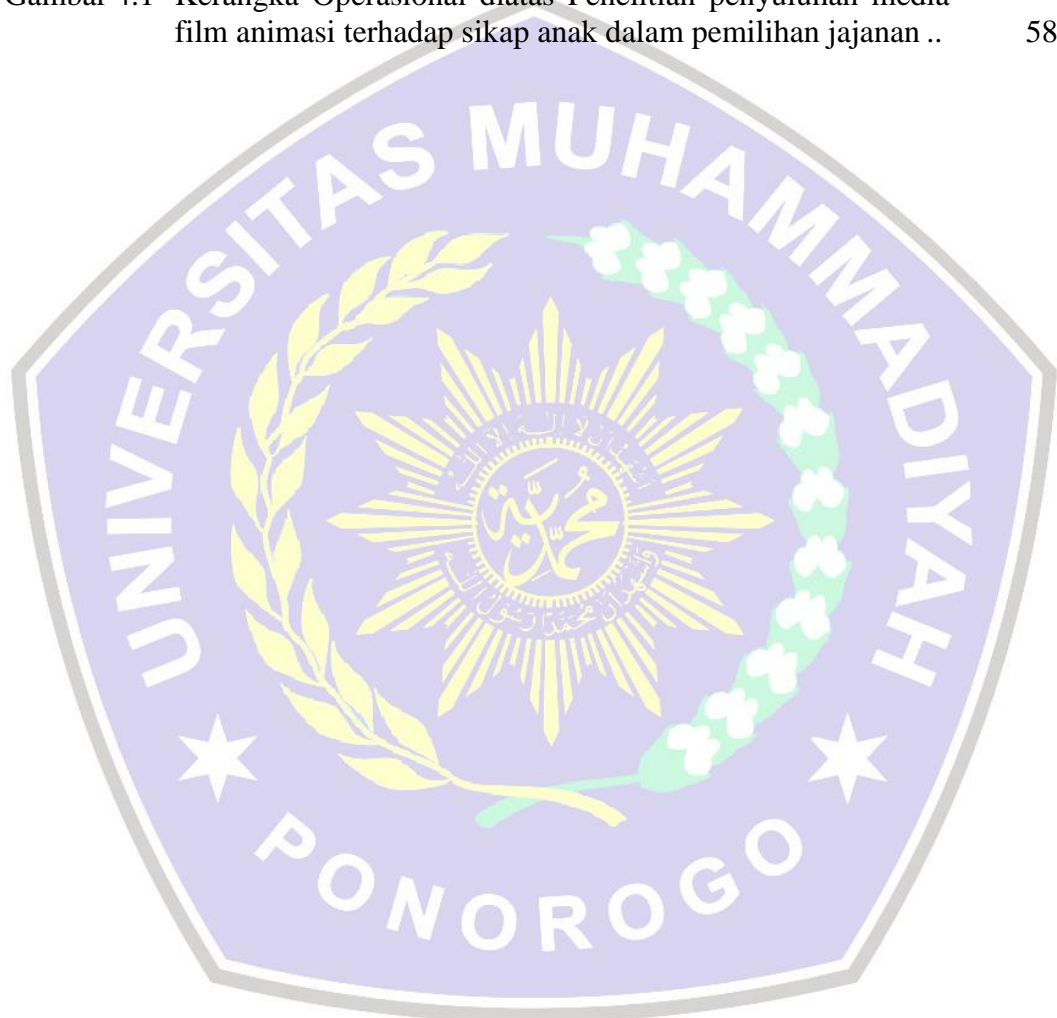 Gambar 4.1 Kerangka Operasional diatas Penelitian penyuluhan media
film animasi terhadap sikap anak dalam pemilihan jajanan .. 58
UNIVERSITAS MUHAMMADIYAH
محمدية
PONOROGO